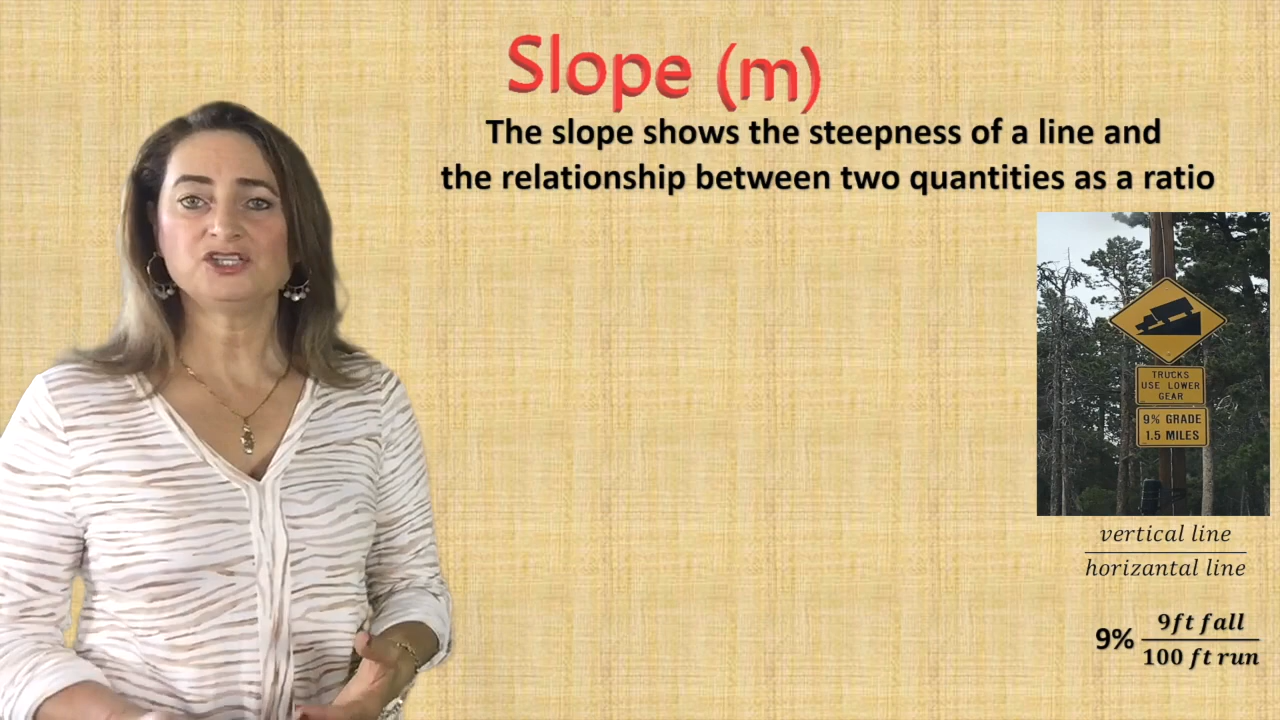 Slope (m)
The slope shows the steepness of a line and
the relationship between two quantities as a ratio
TRUCKS
USE LOWER
GEAR
9% GRADE
1.5 MILES
vertical line
horizantal line
9% 9ft fall
100 ft run